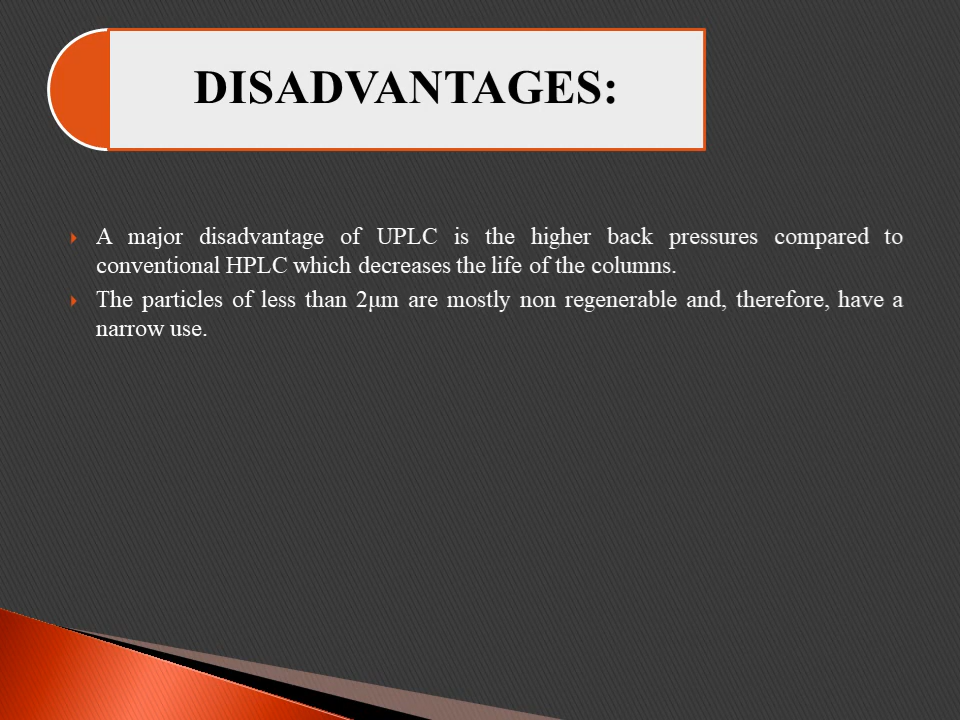 DISADVANTAGES:
A major disadvantage of UPLC is the higher back pressures compared to
conventional HPLC which decreases the life of the columns.
The particles of less than 2μm are mostly non regenerable and, therefore, have a
narrow use.